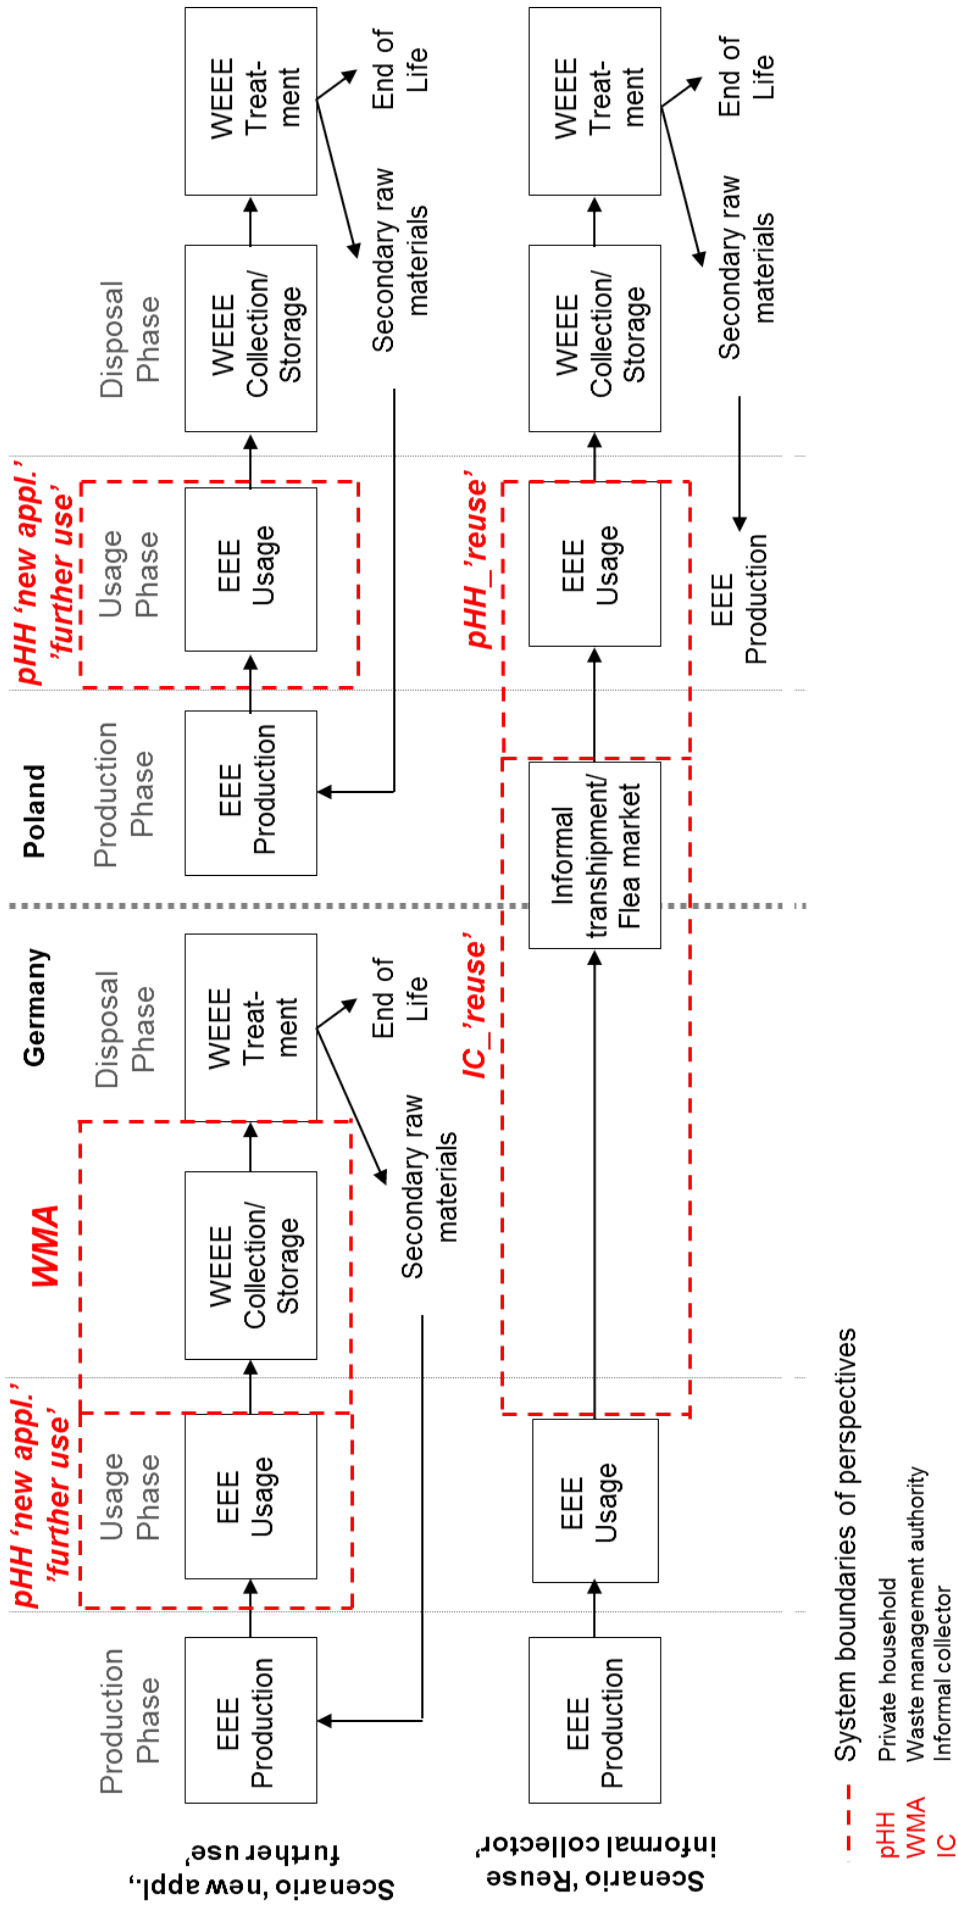 Germany
Poland
pHH ‘new appl.’
’further use’
WMA
pHH ‘new appl.’
’further use’
Production
Phase
Usage
Phase
Disposal
Phase
Production
Phase
Usage
Phase
Disposal
Phase
Scenario ‘new appl.,
further use’
EEE
Production
EEE
Usage
WEEE
Collection/
Storage
WEEE
Treat-
ment
EEE
Production
EEE
Usage
WEEE
Collection/
Storage
WEEE
Treat-
ment
Secondary raw
materials
End of
Life
Secondary raw
materials
End of
Life
IC_’reuse’
pHH_’reuse’
Scenario ‘Reuse
informal collector’
EEE
Production
EEE
Usage
Informal
transhipment/
Flea market
EEE
Usage
WEEE
Collection/
Storage
WEEE
Treat-
ment
EEE
Production
Secondary raw
materials
End of
Life
System boundaries of perspectives
pHH Private household
WMA Waste management authority
IC Informal collector